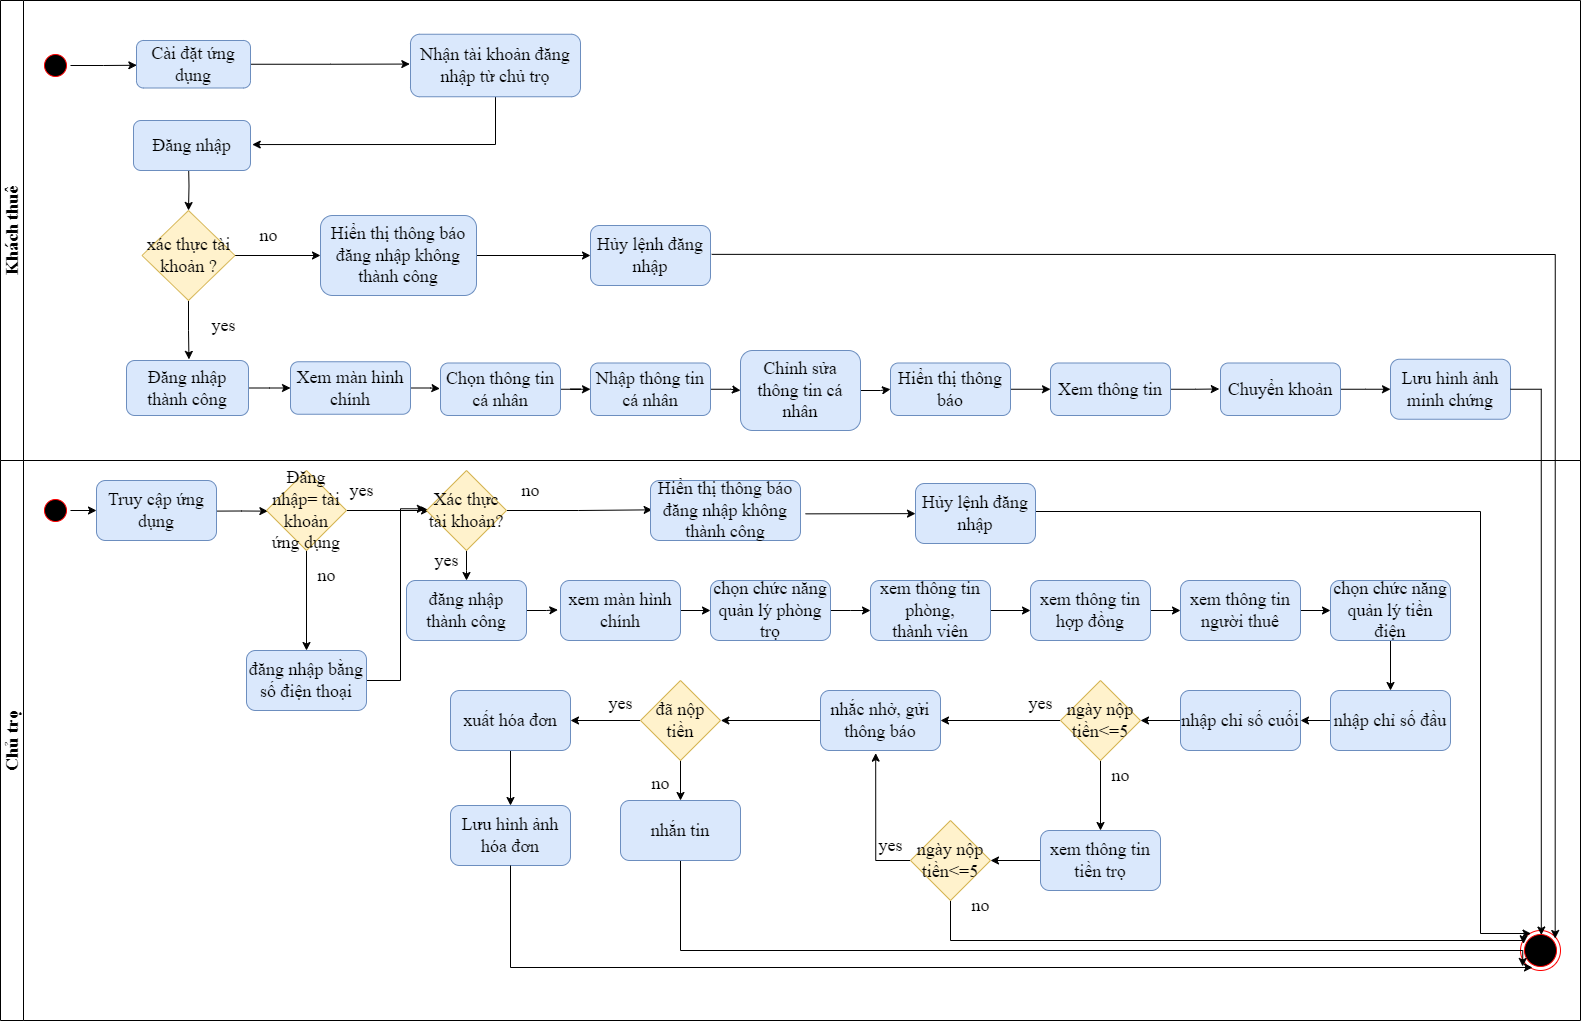 Khách thuê
Cài đặt ứng
dụng
Nhận tài khoản đăng
nhập từ chủ trọ
Đăng nhập
xác thực tài
khoản ?
no
Hiển thị thông báo
đăng nhập không
thành công
Hủy lệnh đăng
nhập
yes
Đăng nhập
thành công
Xem màn hình
chính
Chọn thông tin
cá nhân
Nhập thông tin
cá nhân
Chỉnh sửa
thông tin cá
nhân
Hiển thị thông
báo
Xem thông tin
Chuyển khoản
Lưu hình ảnh
minh chứng
Chủ trọ
Truy cập ứng
dụng
Đăng
nhập= tài
khoản
ứng dụng
yes
no
đăng nhập bằng
số điện thoại
Xác thực
tài khoản?
no
Hiển thị thông báo
đăng nhập không
thành công
Hủy lệnh đăng
nhập
yes
đăng nhập
thành công
xem màn hình
chính
chọn chức năng
quản lý phòng
trọ
xem thông tin
phòng,
thành viên
xem thông tin
hợp đồng
xem thông tin
người thuê
chọn chức năng
quản lý tiền
điện
nhập chỉ số đầu
nhập chỉ số cuối
ngày nộp
tiền<=5
yes
nhắc nhở, gửi
thông báo
đã nộp
tiền
yes
xuất hóa đơn
Lưu hình ảnh
hóa đơn
no
nhắn tin
no
xem thông tin
tiền trọ
ngày nộp
tiền<=5
yes
no